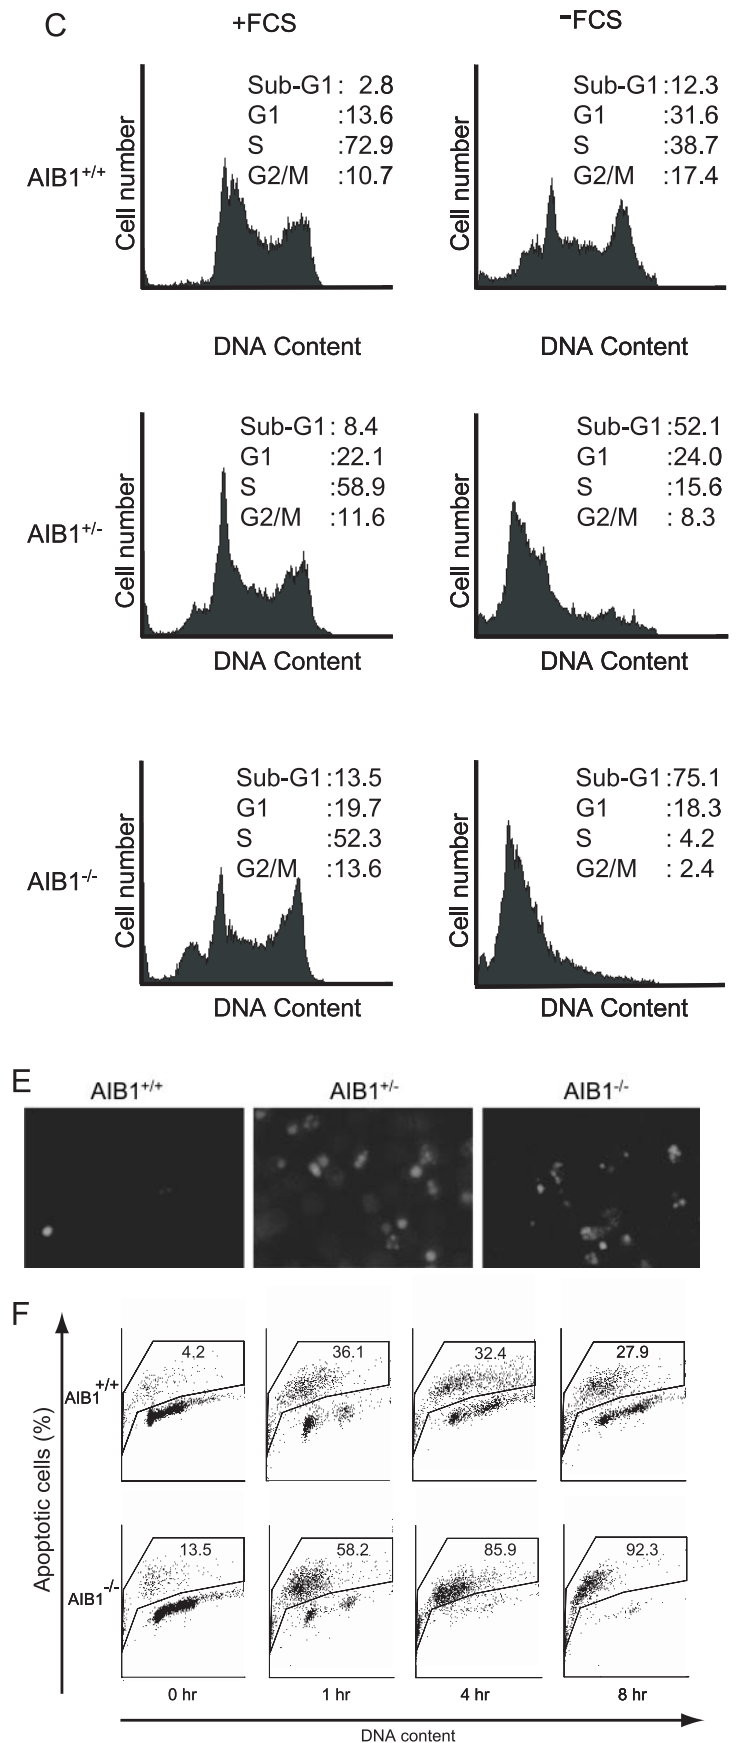 C
+FCS
−FCS
AIB1+/+
Cell number
Sub-G1: 2.8
G1 :13.6
S :72.9
G2/M :10.7
DNA Content
Cell number
Sub-G1:12.3
G1 :31.6
S :38.7
G2/M :17.4
DNA Content
AIB1+/-
Cell number
Sub-G1: 8.4
G1 :22.1
S :58.9
G2/M :11.6
DNA Content
Cell number
Sub-G1:52.1
G1 :24.0
S :15.6
G2/M : 8.3
DNA Content
AIB1-/-
Cell number
Sub-G1:13.5
G1 :19.7
S :52.3
G2/M :13.6
DNA Content
Cell number
Sub-G1:75.1
G1 :18.3
S : 4.2
G2/M : 2.4
DNA Content
E
AIB1+/+
AIB1+/-
AIB1-/-
F
Apoptotic cells (%)
AIB1+/+
4.2
36.1
32.4
27.9
AIB1-/-
13.5
58.2
85.9
92.3
0 hr
1 hr
4 hr
8 hr
DNA content